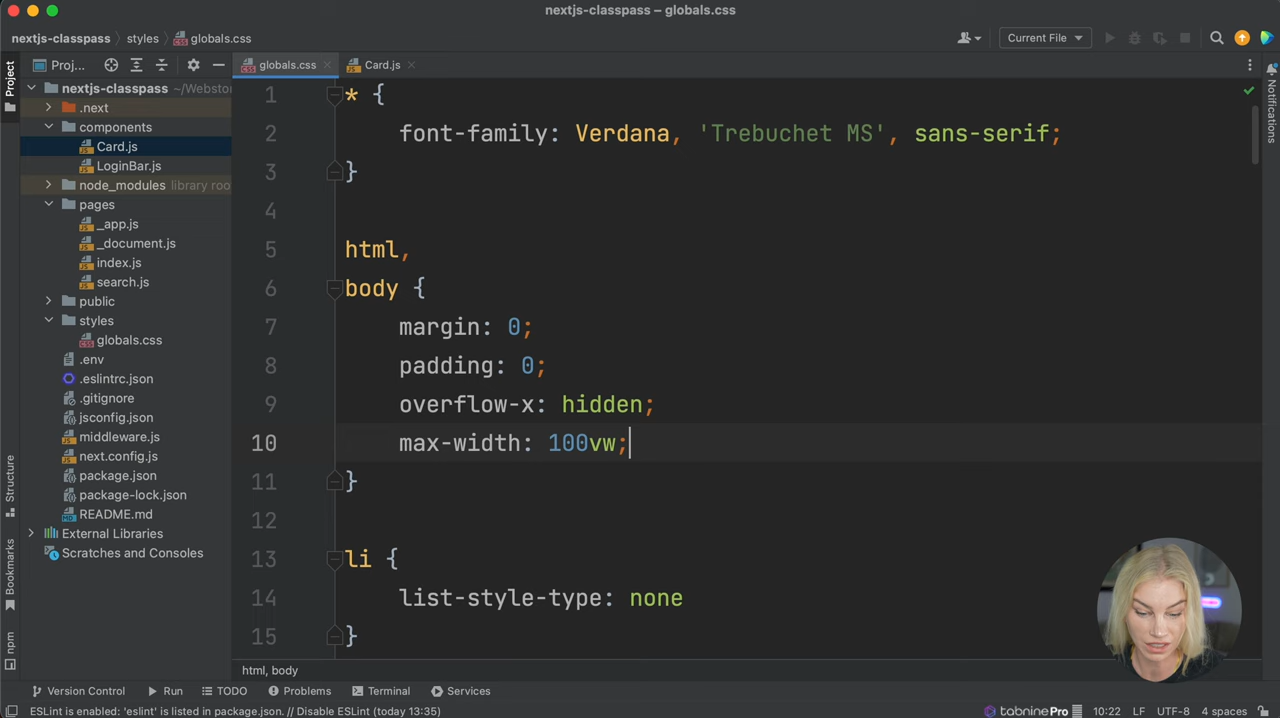 nextjs-classpass – globals.css
nextjs-classpass
styles
globals.css
Current File
Project
Proj...
globals.css
Card.js
Notifications
nextjs-classpass ~/Websto
.next
components
Card.js
LoginBar.js
node_modules library roo
pages
_app.js
_document.js
index.js
search.js
public
styles
globals.css
.env
.eslintrc.json
.gitignore
jsconfig.json
middleware.js
next.config.js
package.json
package-lock.json
README.md
External Libraries
Scratches and Consoles
Structure
Bookmarks
npm
1 * {
2 font-family: Verdana, 'Trebuchet MS', sans-serif;
3 }
4
5 html,
6 body {
7 margin: 0;
8 padding: 0;
9 overflow-x: hidden;
10 max-width: 100vw;
11 }
12
13 li {
14 list-style-type: none
15 }
html, body
Version Control
Run
TODO
Problems
Terminal
Services
ESLint is enabled: 'eslint' is listed in package.json. // Disable ESLint (today 13:35)
tabnine Pro
10:22 LF UTF-8 4 spaces